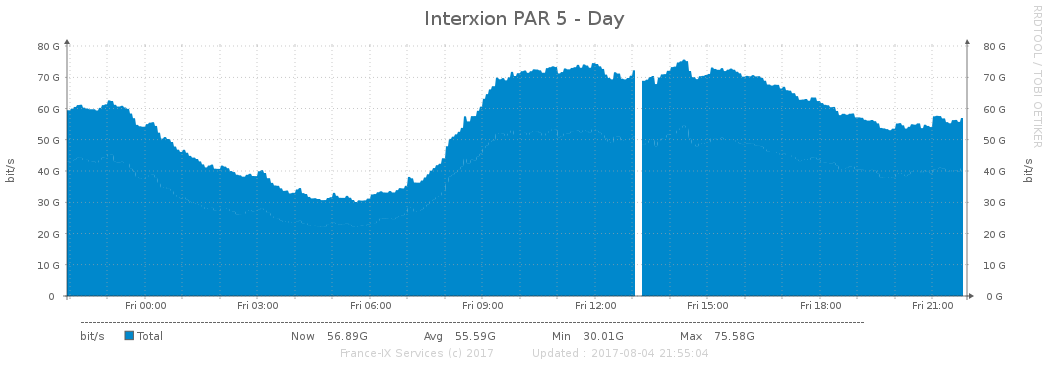 Interxion PAR 5 - Day
RRDTOOL / TOBI OETIKER
80 G 80 G
70 G 70 G
60 G 60 G
50 G 50 G
40 G 40 G
30 G 30 G
20 G 20 G
10 G 10 G
0 0 G
bit/s bit/s
Fri 00:00 Fri 03:00 Fri 06:00 Fri 09:00 Fri 12:00 Fri 15:00 Fri 18:00 Fri 21:00
bit/s Total Now 56.89G Avg 55.59G Min 30.01G Max 75.58G
France-IX Services (c) 2017 Updated : 2017-08-04 21:55:04